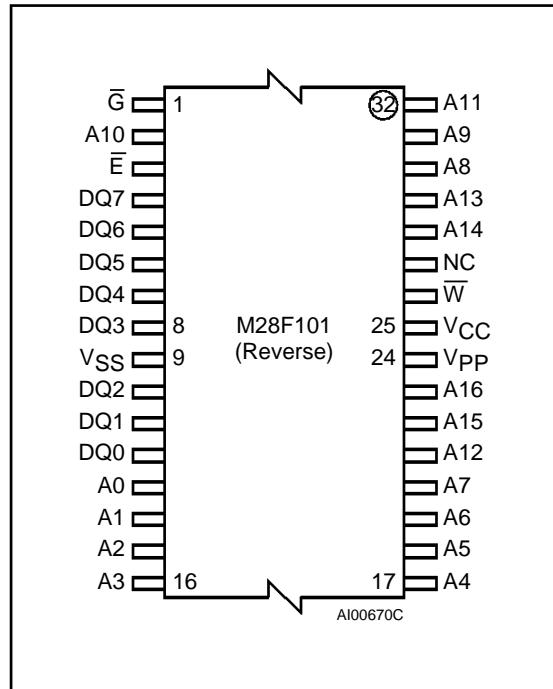 G̅ 1 32 A11
A10 A9
E̅ A8
DQ7 A13
DQ6 A14
DQ5 NC
DQ4 W̅
DQ3 8 M28F101 25 VCC
VSS 9 (Reverse) 24 VPP
DQ2 A16
DQ1 A15
DQ0 A12
A0 A7
A1 A6
A2 A5
A3 16 17 A4
AI00670C